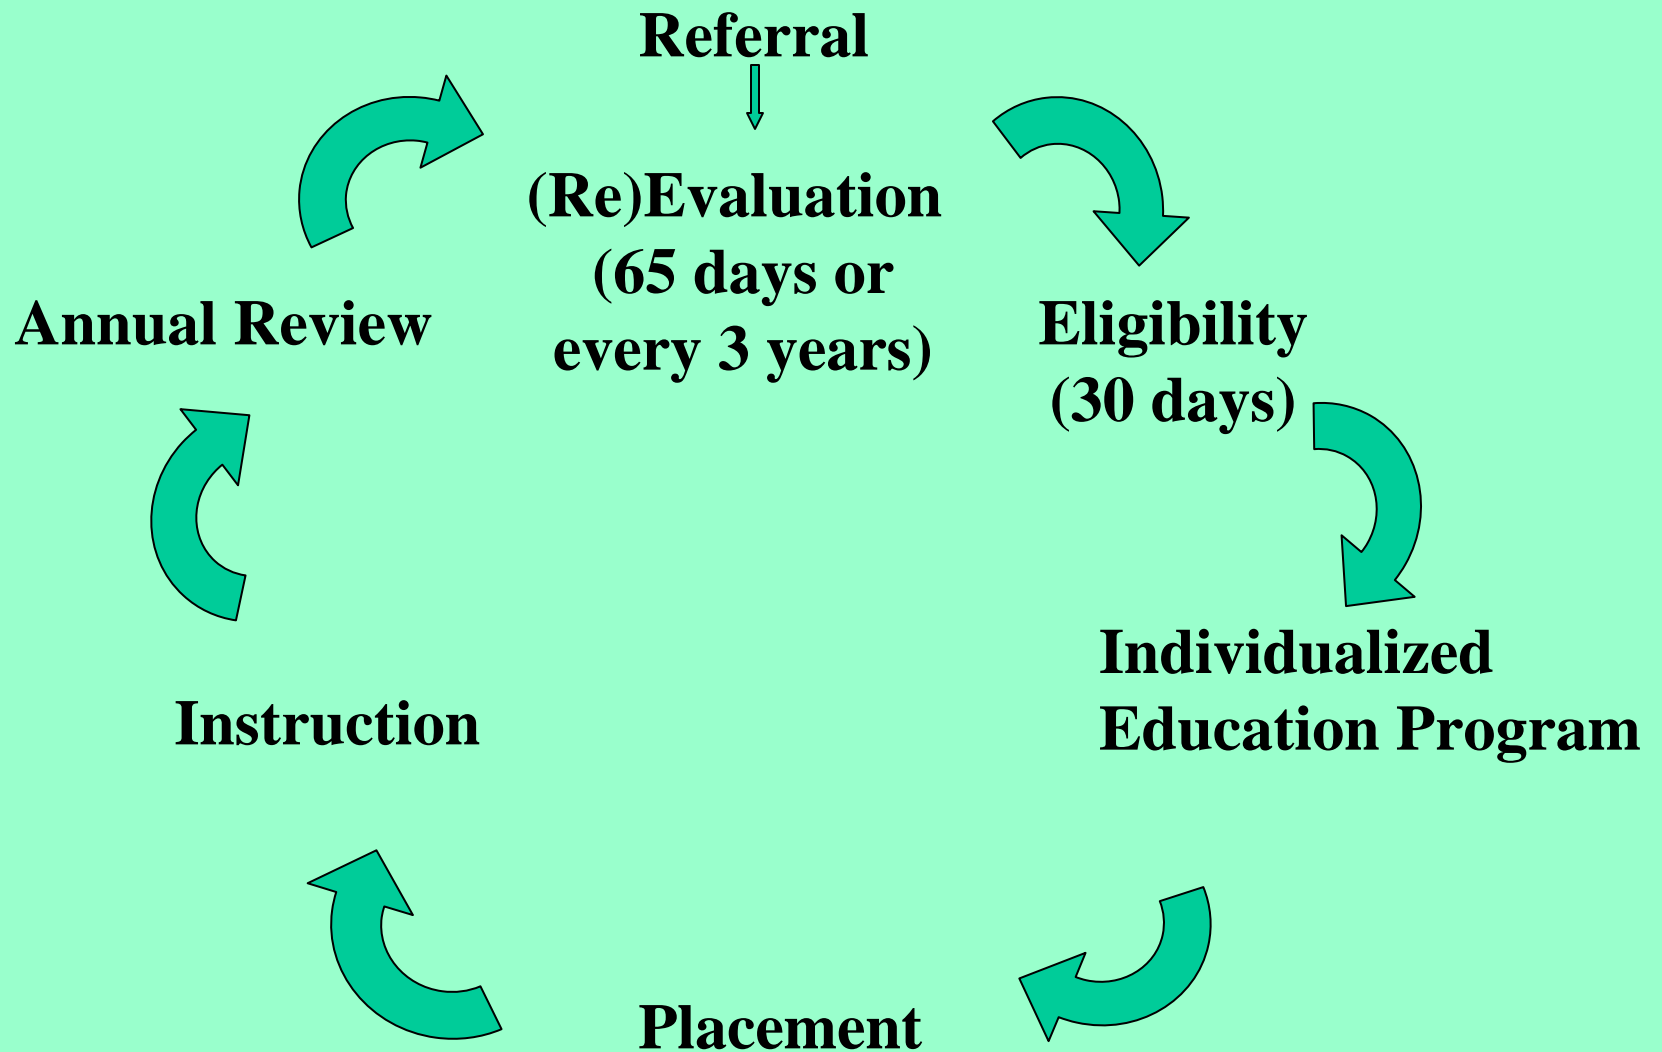 Referral
(Re)Evaluation
(65 days or
every 3 years)
Eligibility
(30 days)
Individualized
Education Program
Placement
Instruction
Annual Review